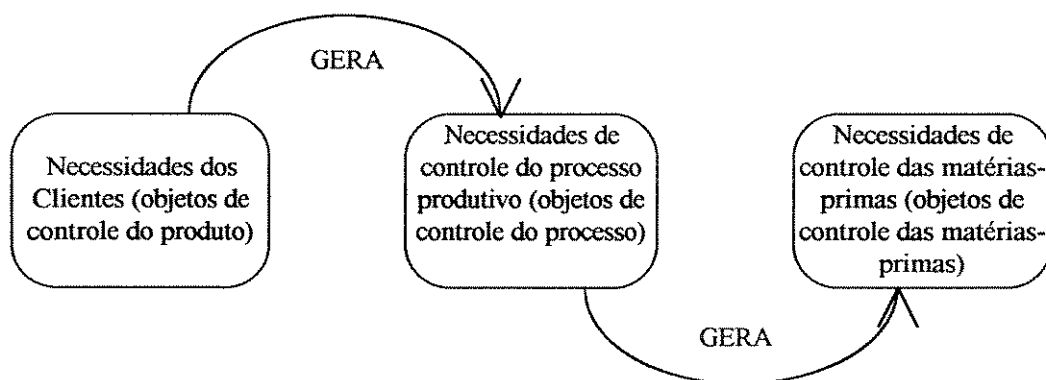 GERA
Necessidades dos
Clientes (objetos de
controle do produto)
Necessidades de
controle do processo
produtivo (objetos de
controle do processo)
Necessidades de
controle das matérias-
primas (objetos de
controle das matérias-
primas)
GERA